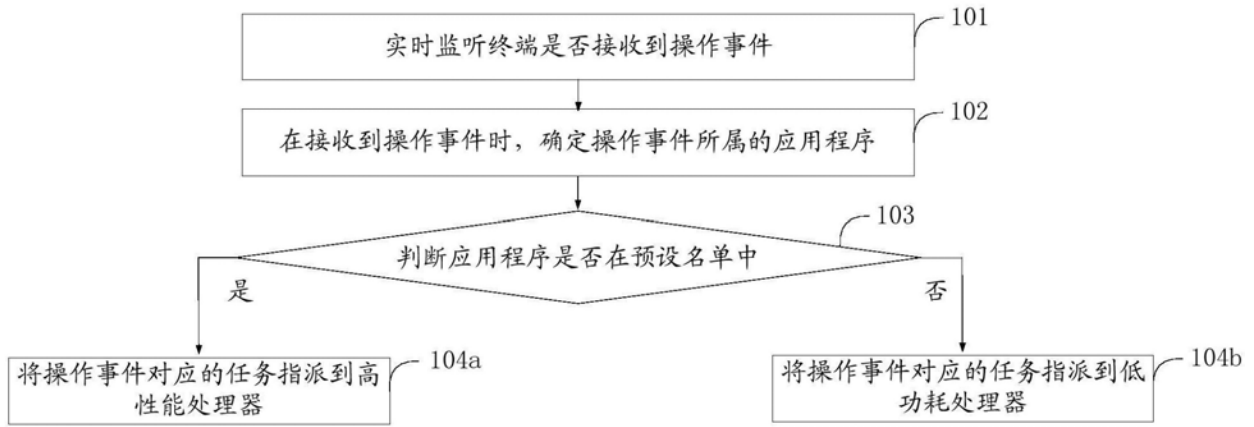 101
实时监听终端是否接收到操作事件
102
在接收到操作事件时，确定操作事件所属的应用程序
103
判断应用程序是否在预设名单中
是
否
104a
将操作事件对应的任务指派到高
性能处理器
104b
将操作事件对应的任务指派到低
功耗处理器